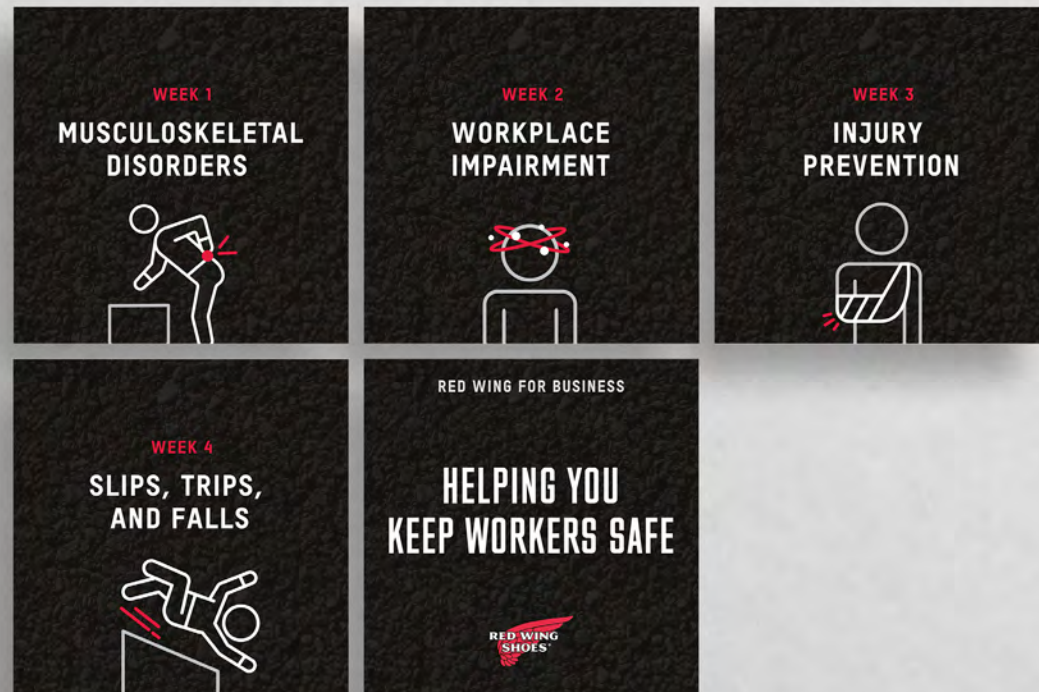 WEEK 1
MUSCULOSKELETAL
DISORDERS
WEEK 2
WORKPLACE
IMPAIRMENT
WEEK 3
INJURY
PREVENTION
WEEK 4
SLIPS, TRIPS,
AND FALLS
RED WING FOR BUSINESS
HELPING YOU
KEEP WORKERS SAFE
RED WING
SHOES®